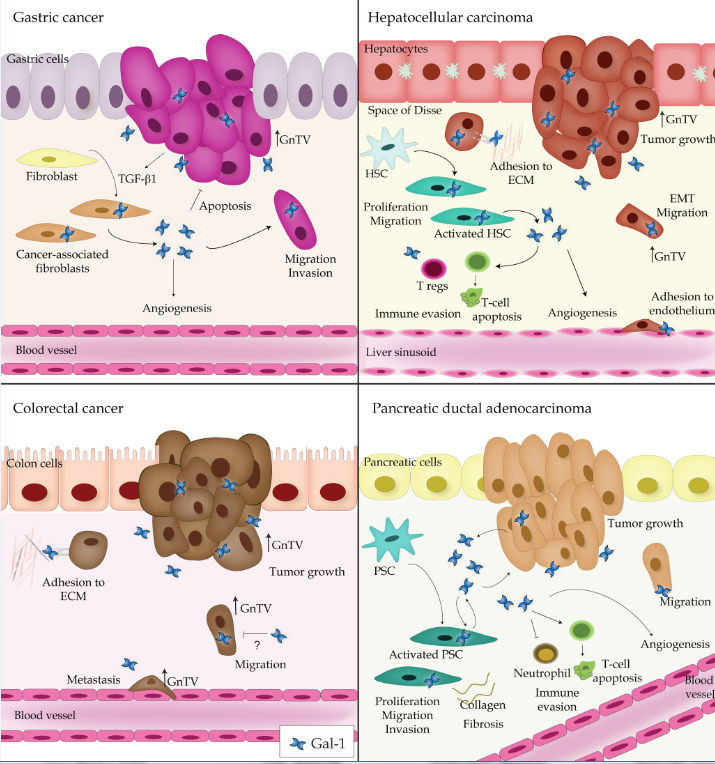 Gastric cancer
Gastric cells
↑GnTV
Fibroblast
TGF-β1
Apoptosis
Cancer-associated
fibroblasts
Migration
Invasion
Angiogenesis
Blood vessel
Hepatocellular carcinoma
Hepatocytes
Space of Disse
↑GnTV
Tumor growth
HSC
Adhesion to
ECM
Proliferation
Migration
Activated HSC
EMT
Migration
↑GnTV
T regs
Immune evasion
T-cell
apoptosis
Angiogenesis
Adhesion to
endothelium
Liver sinusoid
Colorectal cancer
Colon cells
↑GnTV
Tumor growth
Adhesion to
ECM
↑GnTV
?
Migration
Metastasis
↑GnTV
Blood vessel
Gal-1
Pancreatic ductal adenocarcinoma
Pancreatic cells
Tumor growth
PSC
Migration
Activated PSC
Angiogenesis
Neutrophil
T-cell
apoptosis
Immune
evasion
Proliferation
Migration
Invasion
Collagen
Fibrosis
Blood
vessel